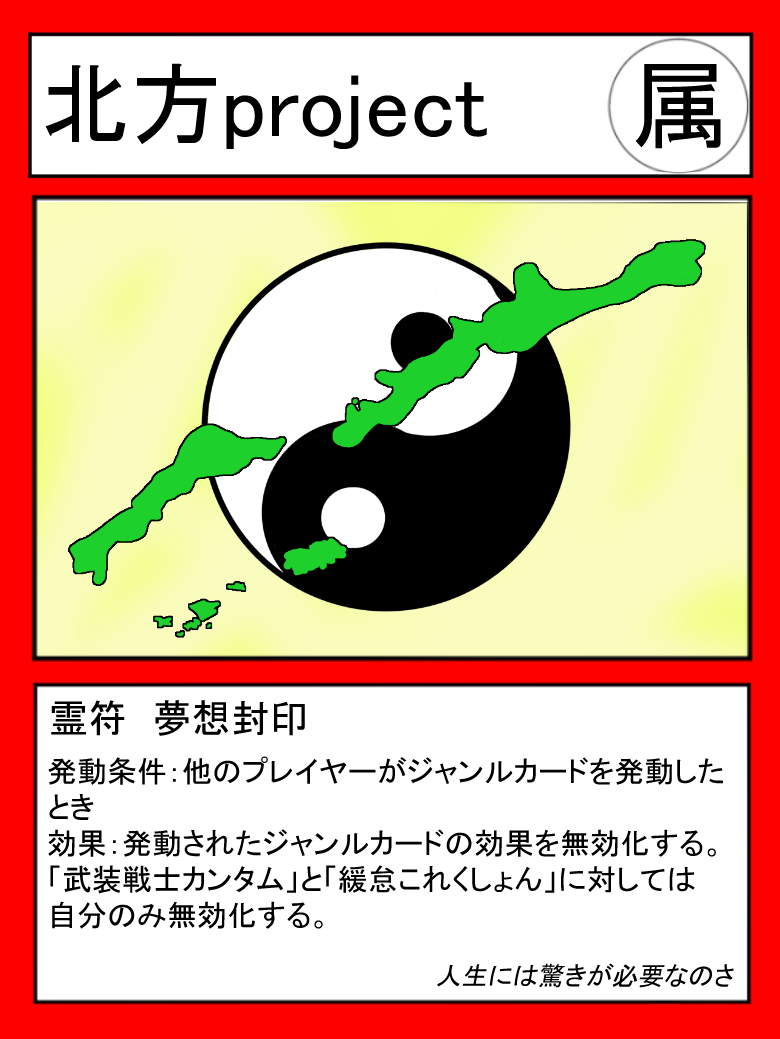 北方project
属
霊符　夢想封印
発動条件：他のプレイヤーがジャンルカードを発動した
とき
効果：発動されたジャンルカードの効果を無効化する。
「武装戦士カンタム」と「緩怠これくしょん」に対しては
自分のみ無効化する。
人生には驚きが必要なのさ